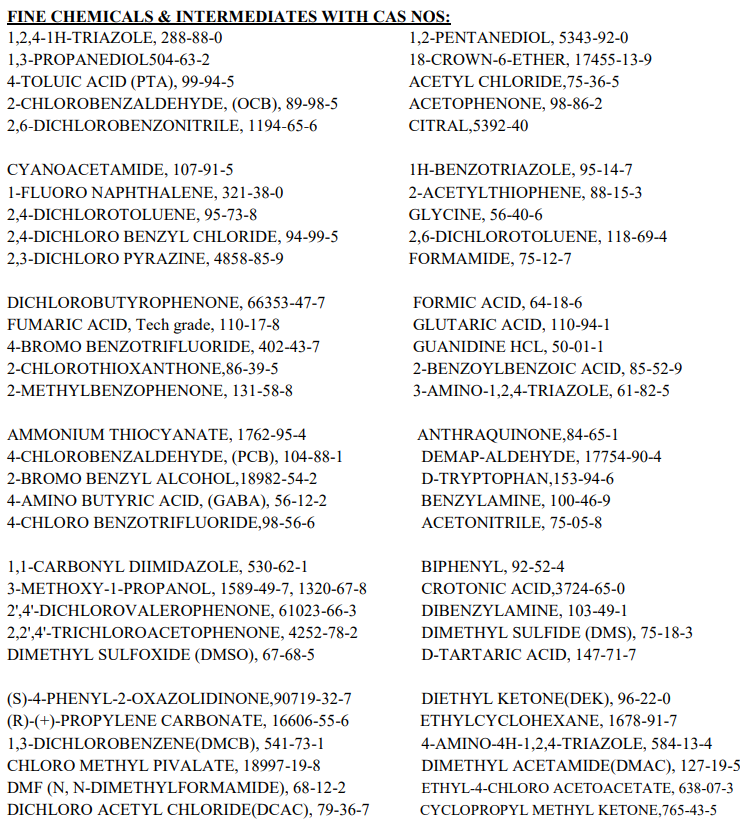 FINE CHEMICALS & INTERMEDIATES WITH CAS NOS:
1,2,4-1H-TRIAZOLE, 288-88-0 1,2-PENTANEDIOL, 5343-92-0
1,3-PROPANEDIOL504-63-2 18-CROWN-6-ETHER, 17455-13-9
4-TOLUIC ACID (PTA), 99-94-5 ACETYL CHLORIDE,75-36-5
2-CHLOROBENZALDEHYDE, (OCB), 89-98-5 ACETOPHENONE, 98-86-2
2,6-DICHLOROBENZONITRILE, 1194-65-6 CITRAL,5392-40
CYANOACETAMIDE, 107-91-5 1H-BENZOTRIAZOLE, 95-14-7
1-FLUORO NAPHTHALENE, 321-38-0 2-ACETYLTHIOPHENE, 88-15-3
2,4-DICHLOROTOLUENE, 95-73-8 GLYCINE, 56-40-6
2,4-DICHLORO BENZYL CHLORIDE, 94-99-5 2,6-DICHLOROTOLUENE, 118-69-4
2,3-DICHLORO PYRAZINE, 4858-85-9 FORMAMIDE, 75-12-7
DICHLOROBUTYROPHENONE, 66353-47-7 FORMIC ACID, 64-18-6
FUMARIC ACID, Tech grade, 110-17-8 GLUTARIC ACID, 110-94-1
4-BROMO BENZOTRIFLUORIDE, 402-43-7 GUANIDINE HCL, 50-01-1
2-CHLOROTHIOXANTHONE,86-39-5 2-BENZOYLBENZOIC ACID, 85-52-9
2-METHYLBENZOPHENONE, 131-58-8 3-AMINO-1,2,4-TRIAZOLE, 61-82-5
AMMONIUM THIOCYANATE, 1762-95-4 ANTHRAQUINONE,84-65-1
4-CHLOROBENZALDEHYDE, (PCB), 104-88-1 DEMAP-ALDEHYDE, 17754-90-4
2-BROMO BENZYL ALCOHOL,18982-54-2 D-TRYPTOPHAN,153-94-6
4-AMINO BUTYRIC ACID, (GABA), 56-12-2 BENZYLAMINE, 100-46-9
4-CHLORO BENZOTRIFLUORIDE,98-56-6 ACETONITRILE, 75-05-8
1,1-CARBONYL DIIMIDAZOLE, 530-62-1 BIPHENYL, 92-52-4
3-METHOXY-1-PROPANOL, 1589-49-7, 1320-67-8 CROTONIC ACID,3724-65-0
2',4'-DICHLOROVALEROPHENONE, 61023-66-3 DIBENZYLAMINE, 103-49-1
2,2',4'-TRICHLOROACETOPHENONE, 4252-78-2 DIMETHYL SULFIDE (DMS), 75-18-3
DIMETHYL SULFOXIDE (DMSO), 67-68-5 D-TARTARIC ACID, 147-71-7
(S)-4-PHENYL-2-OXAZOLIDINONE,90719-32-7 DIETHYL KETONE(DEK), 96-22-0
(R)-(+)-PROPYLENE CARBONATE, 16606-55-6 ETHYLCYCLOHEXANE, 1678-91-7
1,3-DICHLOROBENZENE(DMCB), 541-73-1 4-AMINO-4H-1,2,4-TRIAZOLE, 584-13-4
CHLORO METHYL PIVALATE, 18997-19-8 DIMETHYL ACETAMIDE(DMAC), 127-19-5
DMF (N, N-DIMETHYLFORMAMIDE), 68-12-2 ETHYL-4-CHLORO ACETOACETATE, 638-07-3
DICHLORO ACETYL CHLORIDE(DCAC), 79-36-7 CYCLOPROPYL METHYL KETONE,765-43-5